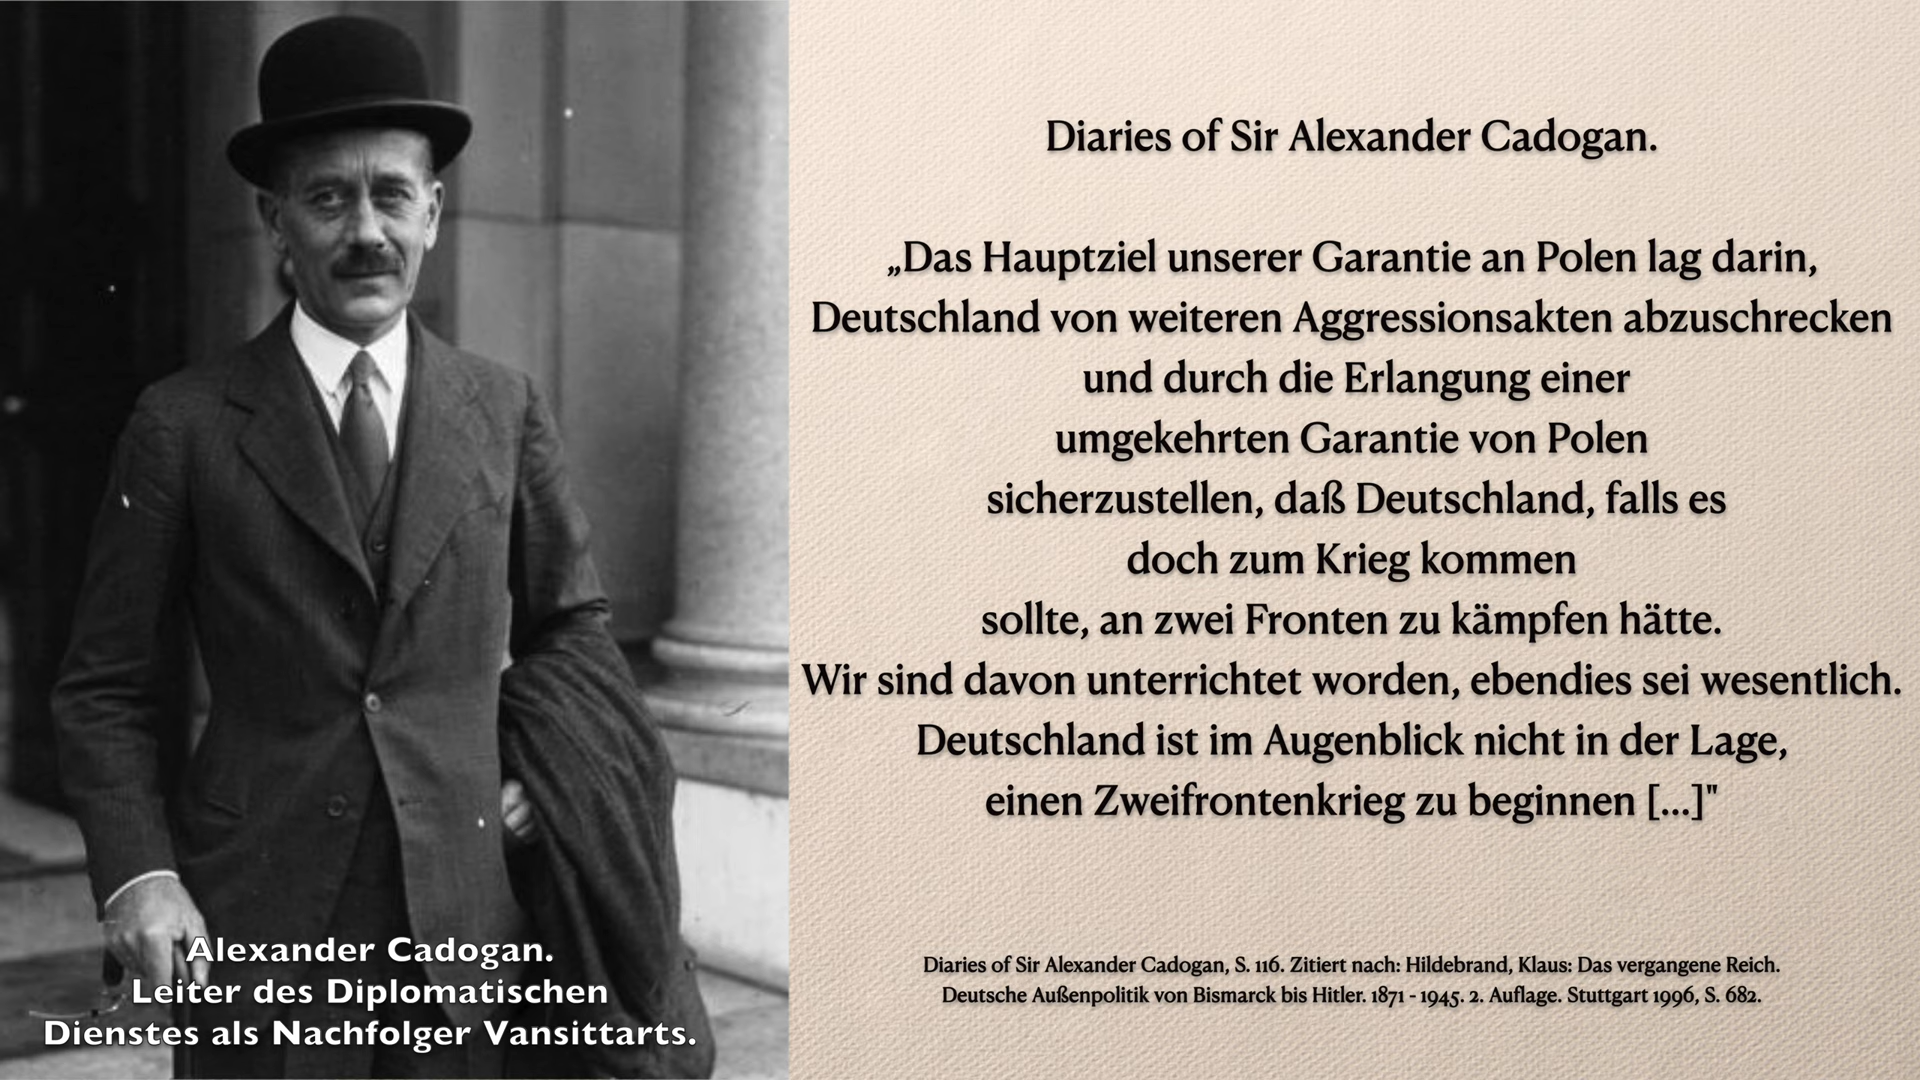 Diaries of Sir Alexander Cadogan.
„Das Hauptziel unserer Garantie an Polen lag darin,
Deutschland von weiteren Aggressionsakten abzuschrecken
und durch die Erlangung einer
umgekehrten Garantie von Polen
sicherzustellen, daß Deutschland, falls es
doch zum Krieg kommen
sollte, an zwei Fronten zu kämpfen hätte.
Wir sind davon unterrichtet worden, ebendies sei wesentlich.
Deutschland ist im Augenblick nicht in der Lage,
einen Zweifrontenkrieg zu beginnen [...]"
Diaries of Sir Alexander Cadogan, S. 116. Zitiert nach: Hildebrand, Klaus: Das vergangene Reich.
Deutsche Außenpolitik von Bismarck bis Hitler. 1871 - 1945. 2. Auflage. Stuttgart 1996, S. 682.
Alexander Cadogan.
Leiter des Diplomatischen
Dienstes als Nachfolger Vansittarts.